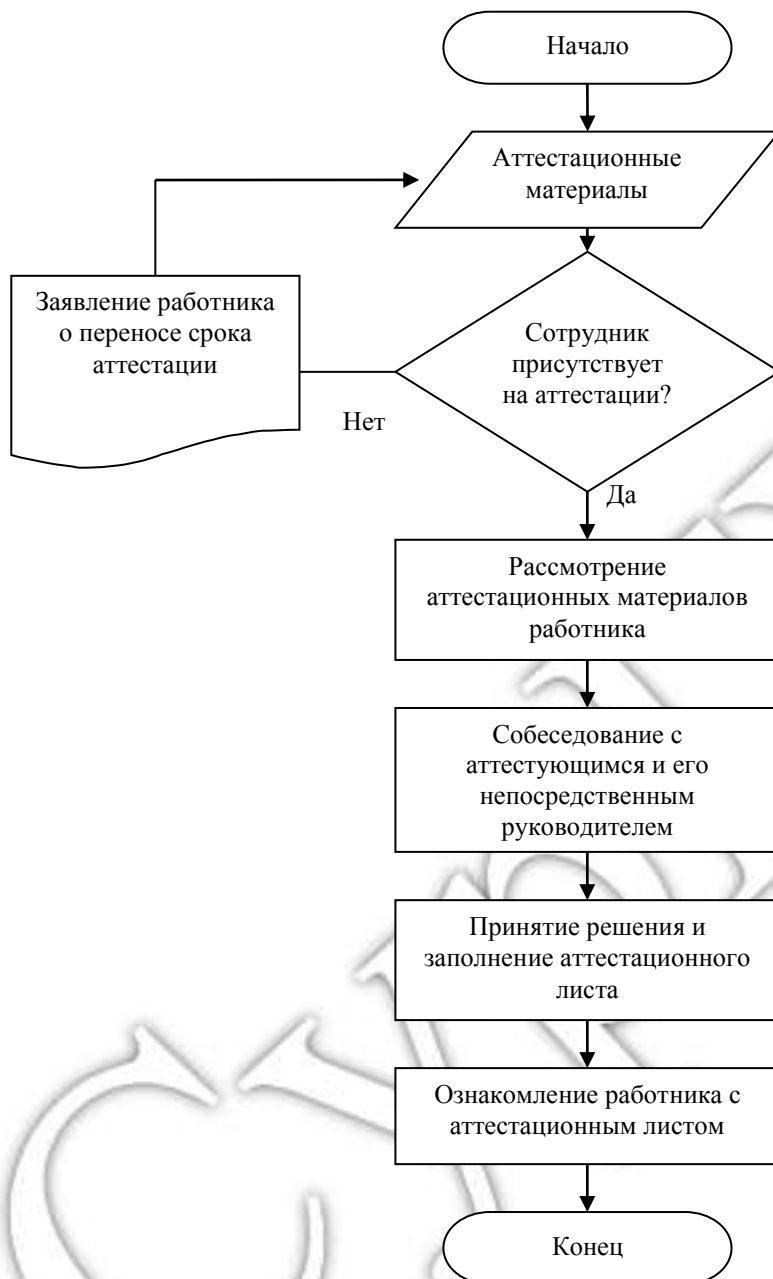 Начало
Аттестационные
материалы
Заявление работника
о переносе срока
аттестации
Сотрудник
присутствует
на аттестации?
Нет
Да
Рассмотрение
аттестационных материалов
работника
Собеседование с
аттестующимся и его
непосредственным
руководителем
Принятие решения и
заполнение аттестационного
листа
Ознакомление работника с
аттестационным листом
Конец